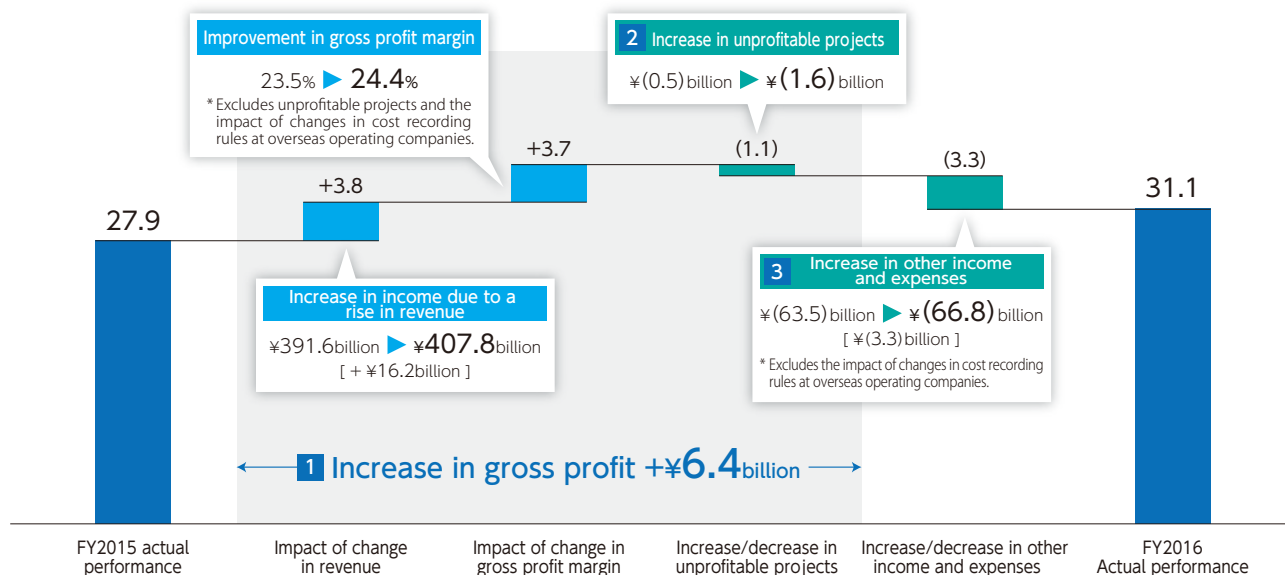 Improvement in gross profit margin
23.5% ▶ 24.4%
* Excludes unprofitable projects and the
impact of changes in cost recording
rules at overseas operating companies.
2 Increase in unprofitable projects
¥(0.5) billion ▶ ¥(1.6) billion
27.9
+3.8
+3.7
(1.1)
(3.3)
31.1
Increase in income due to a
rise in revenue
¥391.6billion ▶ ¥407.8billion
[ + ¥16.2billion ]
3 Increase in other income
and expenses
¥(63.5) billion ▶ ¥(66.8) billion
[ ¥(3.3) billion ]
* Excludes the impact of changes in cost recording
rules at overseas operating companies.
1 Increase in gross profit +¥6.4billion
FY2015 actual
performance
Impact of change
in revenue
Impact of change in
gross profit margin
Increase/decrease in
unprofitable projects
Increase/decrease in other
income and expenses
FY2016
Actual performance